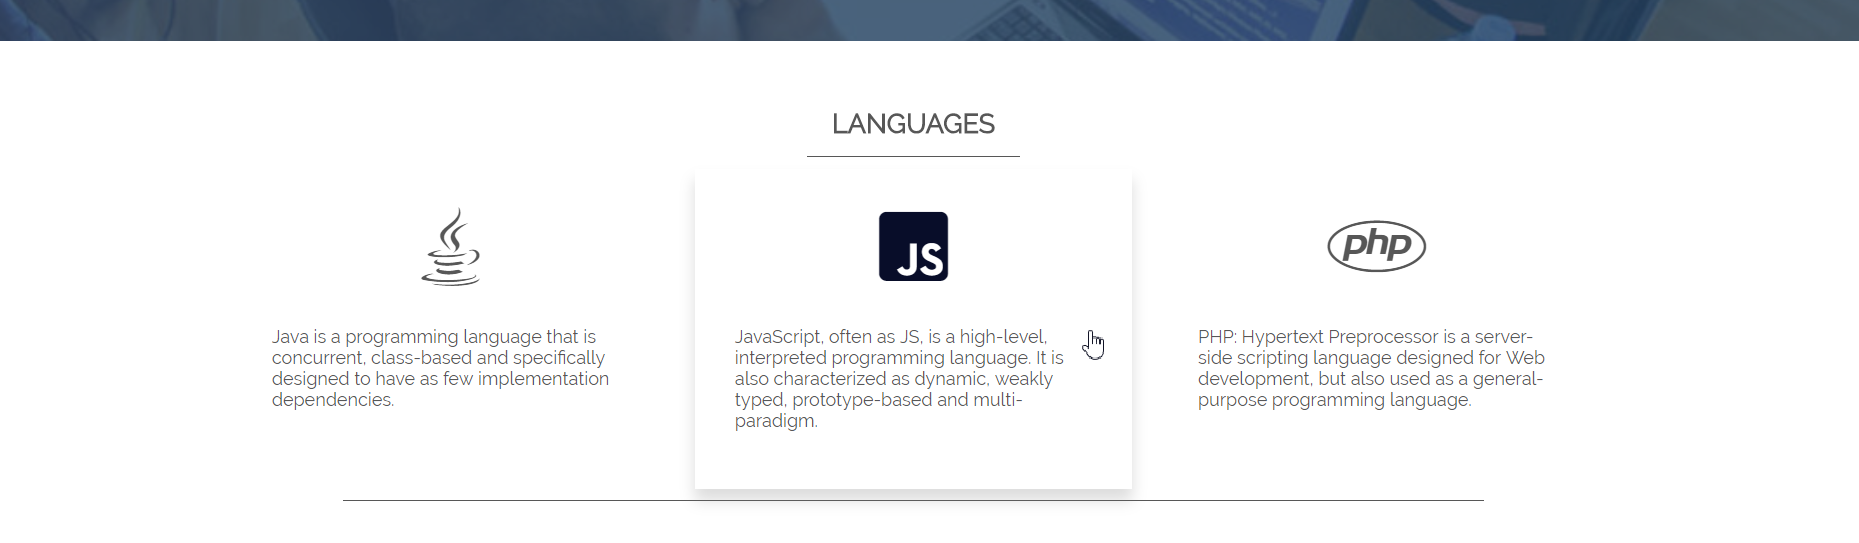 LANGUAGES
JS
php
Java is a programming language that is
concurrent, class-based and specifically
designed to have as few implementation
dependencies.
JavaScript, often as JS, is a high-level,
interpreted programming language. It is
also characterized as dynamic, weakly
typed, prototype-based and multi-
paradigm.
PHP: Hypertext Preprocessor is a server-
side scripting language designed for Web
development, but also used as a general-
purpose programming language.